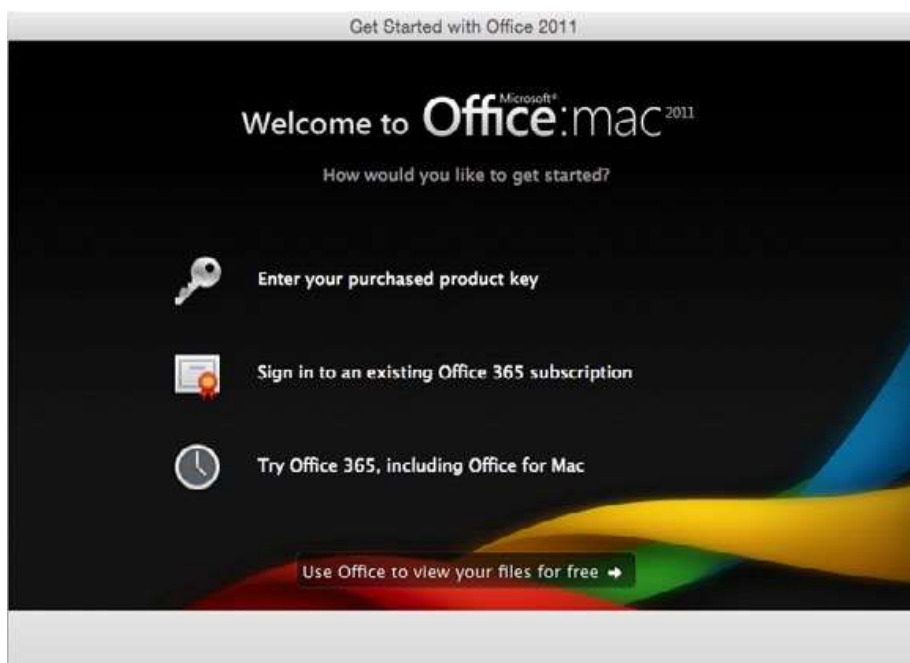 Get Started with Office 2011
Welcome to Microsoft® Office:mac 2011
How would you like to get started?
Enter your purchased product key
Sign in to an existing Office 365 subscription
Try Office 365, including Office for Mac
Use Office to view your files for free ➡